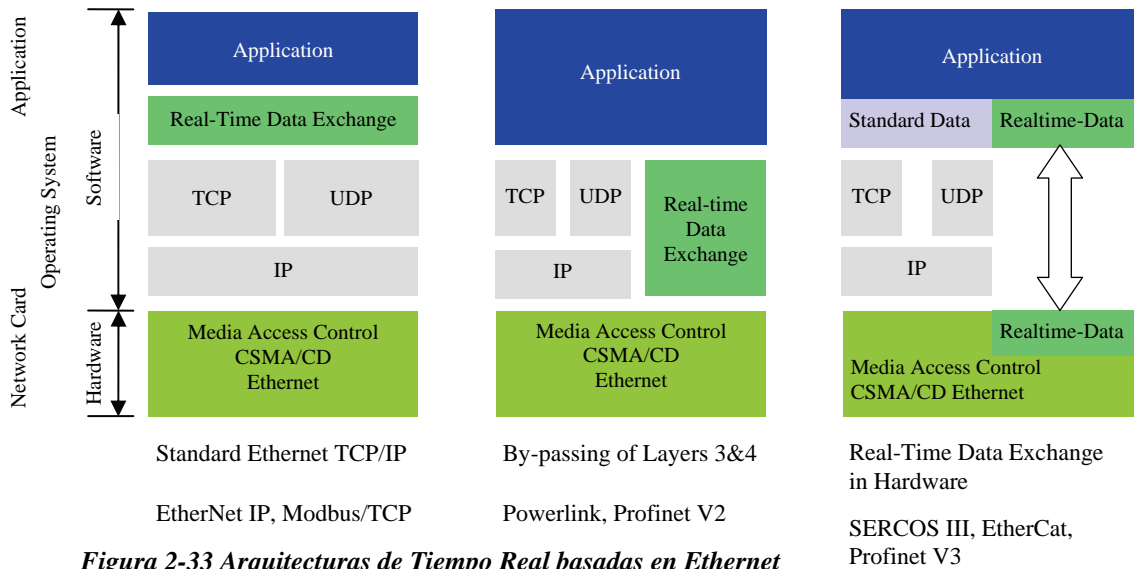 Application
Operating System
Network Card
Software
Hardware
Application
Real-Time Data Exchange
TCP
UDP
IP
Media Access Control
CSMA/CD
Ethernet
Standard Ethernet TCP/IP
EtherNet IP, Modbus/TCP
Application
TCP
UDP
IP
Real-time
Data
Exchange
Media Access Control
CSMA/CD
Ethernet
By-passing of Layers 3&4
Powerlink, Profinet V2
Application
Standard Data
Realtime-Data
TCP
UDP
IP
Realtime-Data
Media Access Control
CSMA/CD Ethernet
Real-Time Data Exchange
in Hardware
SERCOS III, EtherCat,
Profinet V3
Figura 2-33 Arquitecturas de Tiempo Real basadas en Ethernet